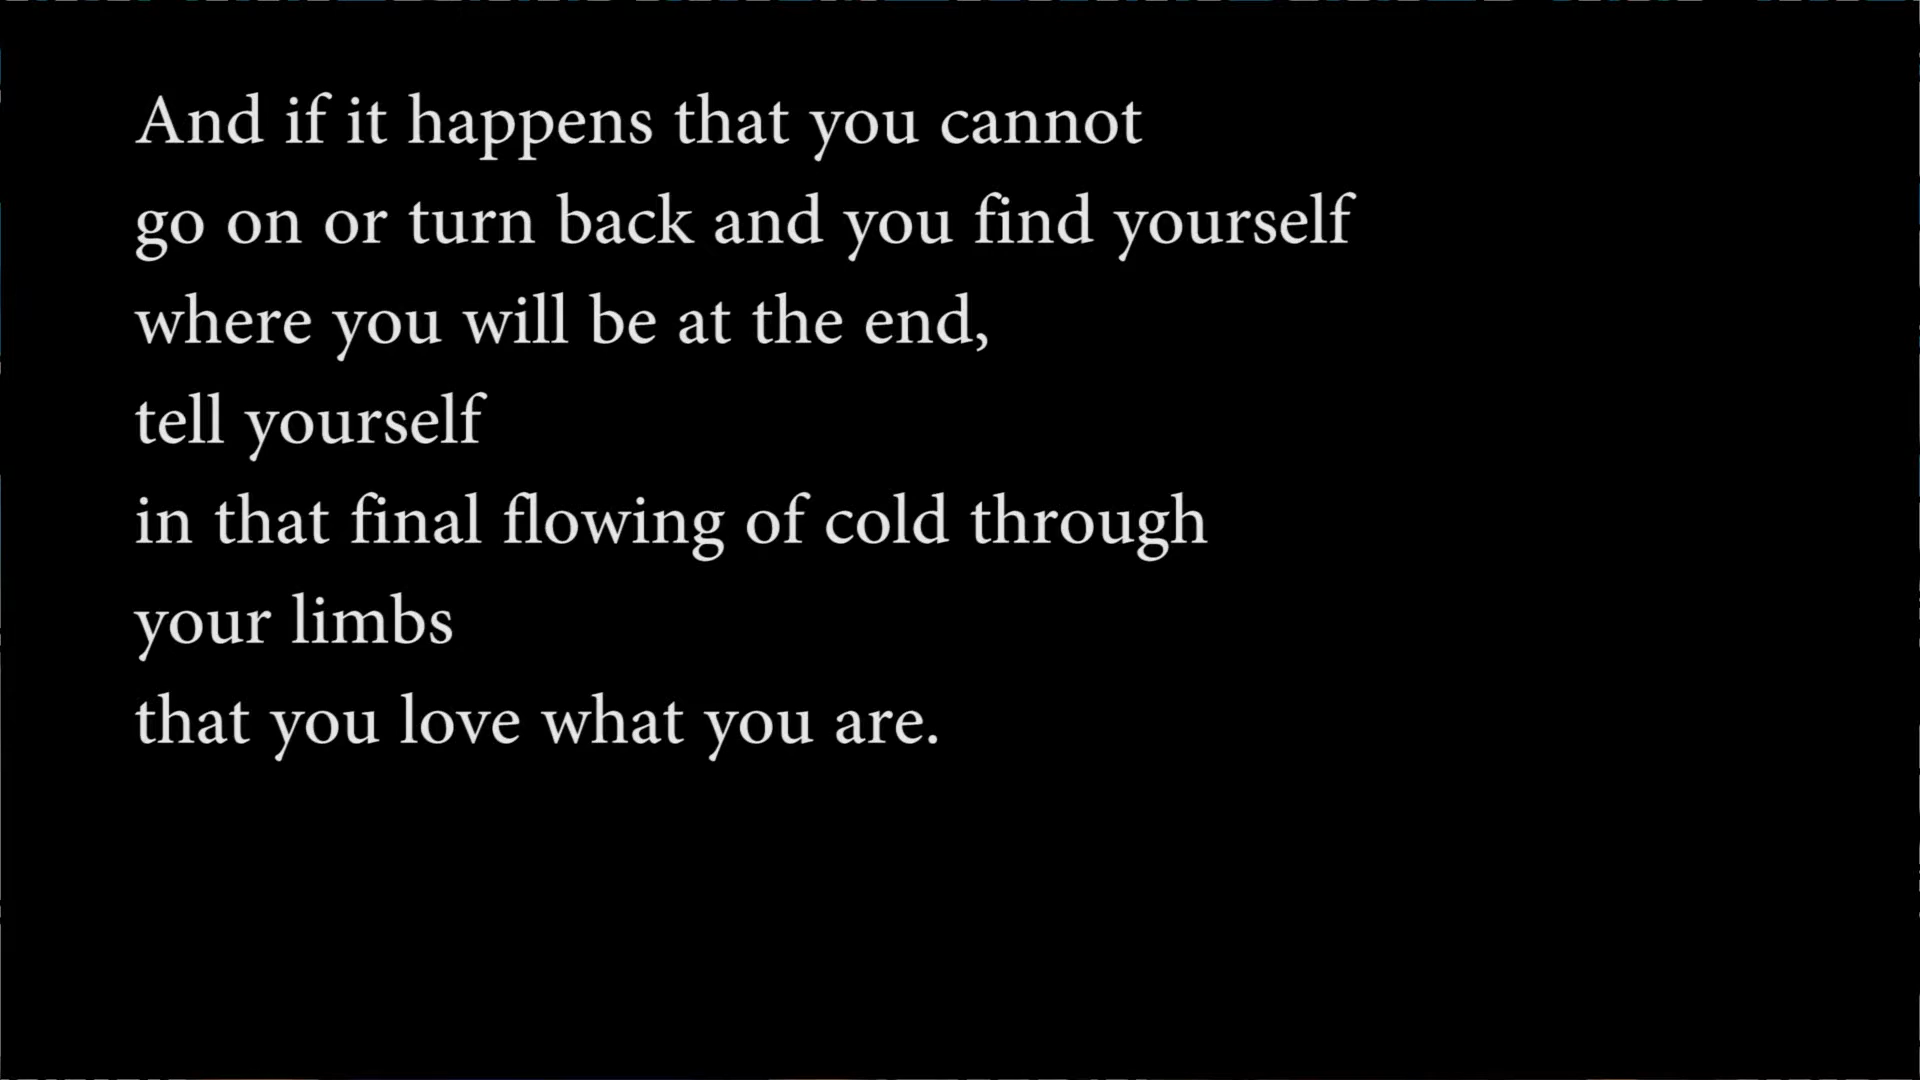 And if it happens that you cannot
go on or turn back and you find yourself
where you will be at the end,
tell yourself
in that final flowing of cold through
your limbs
that you love what you are.